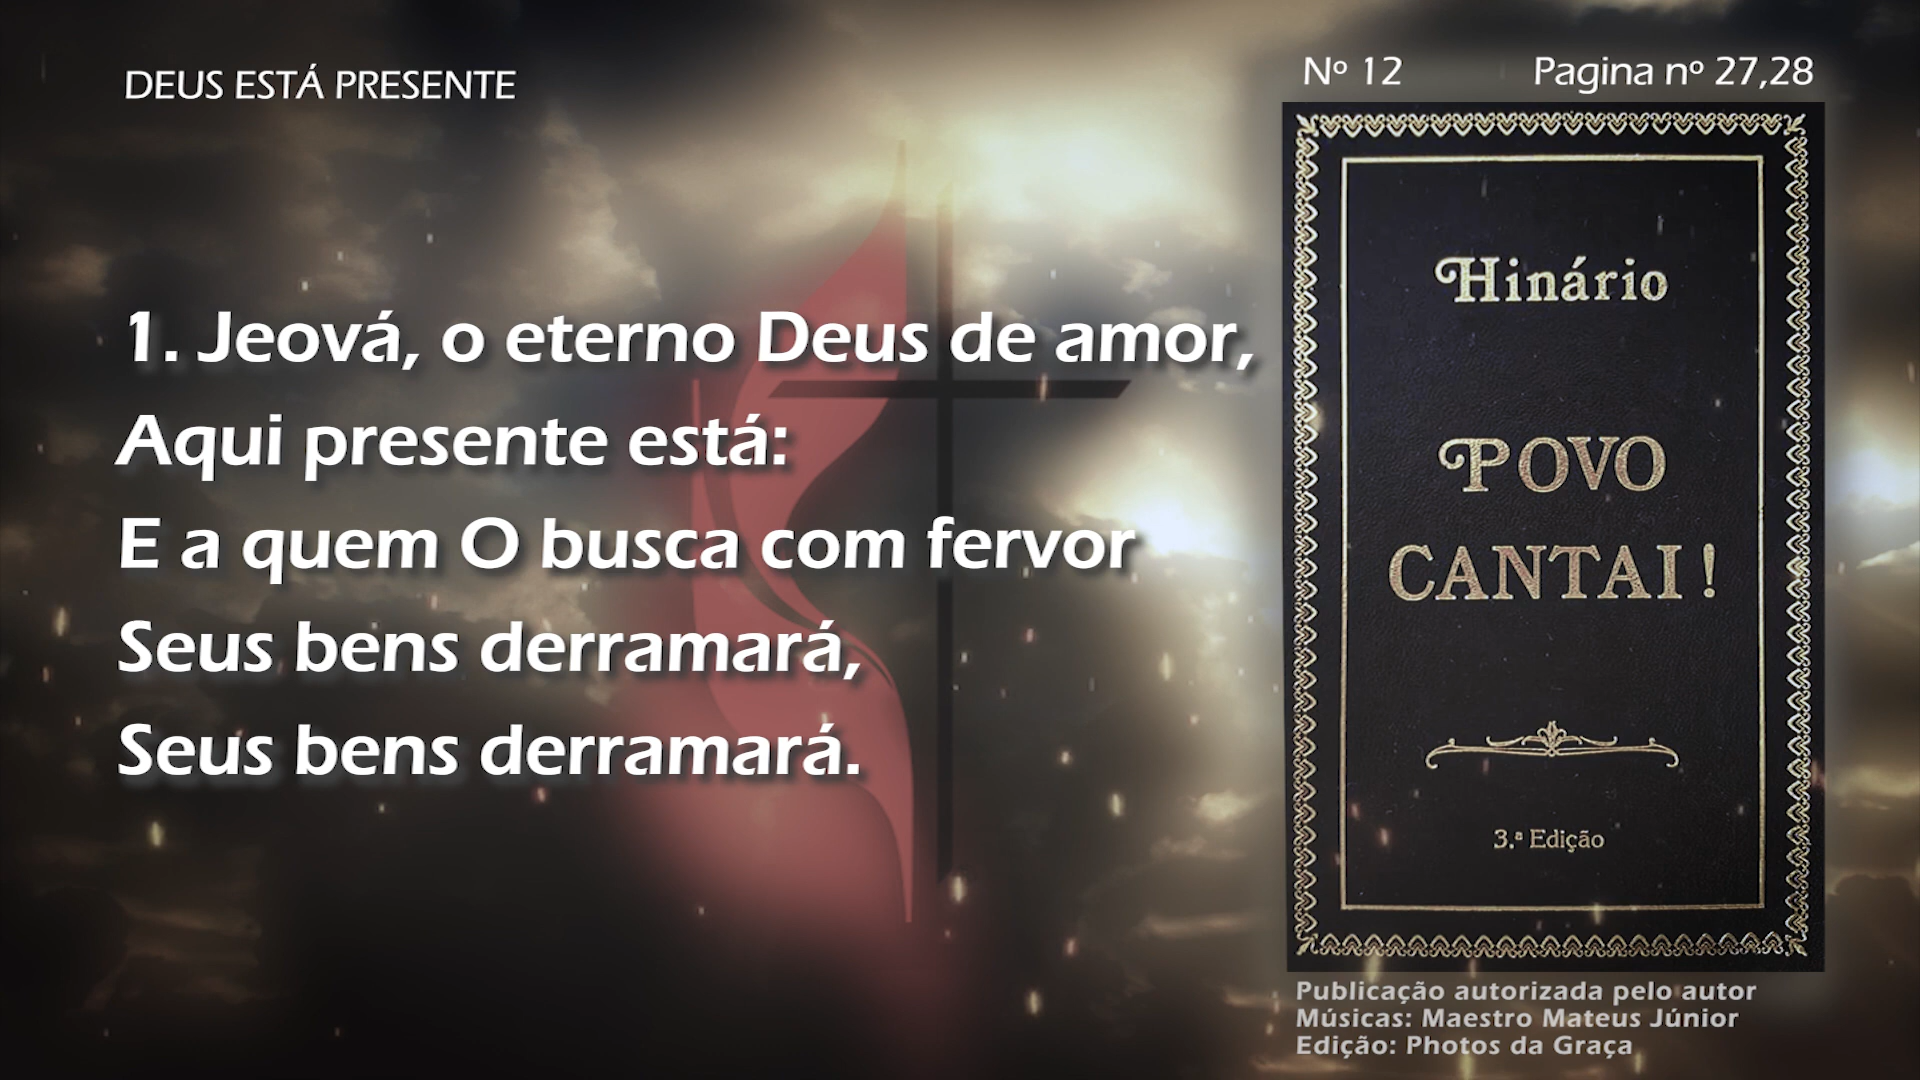 DEUS ESTÁ PRESENTE
1. Jeová, o eterno Deus de amor,
Aqui presente está:
E a quem O busca com fervor
Seus bens derramará,
Seus bens derramará.
Nº 12 Pagina nº 27,28
Hinário
POVO
CANTAI!
3.ª Edição
Publicação autorizada pelo autor
Músicas: Maestro Mateus Júnior
Edição: Photos da Graça